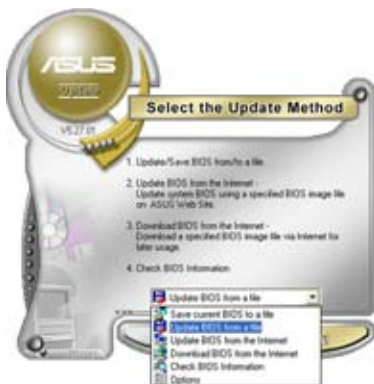 ASUS
Update
V5.27.01
Select the Update Method
1. Update/Save BIOS from/to a file.
2. Update BIOS from the Internet -
Update system BIOS using a specified BIOS image file
on ASUS Web Site.
3. Download BIOS from the Internet -
Download a specified BIOS image file via Internet for
later usage.
4. Check BIOS Information
Update BIOS from a file
Save current BIOS to a file
Update BIOS from a file
Update BIOS from the Internet
Download BIOS from the Internet
Check BIOS Information
Options